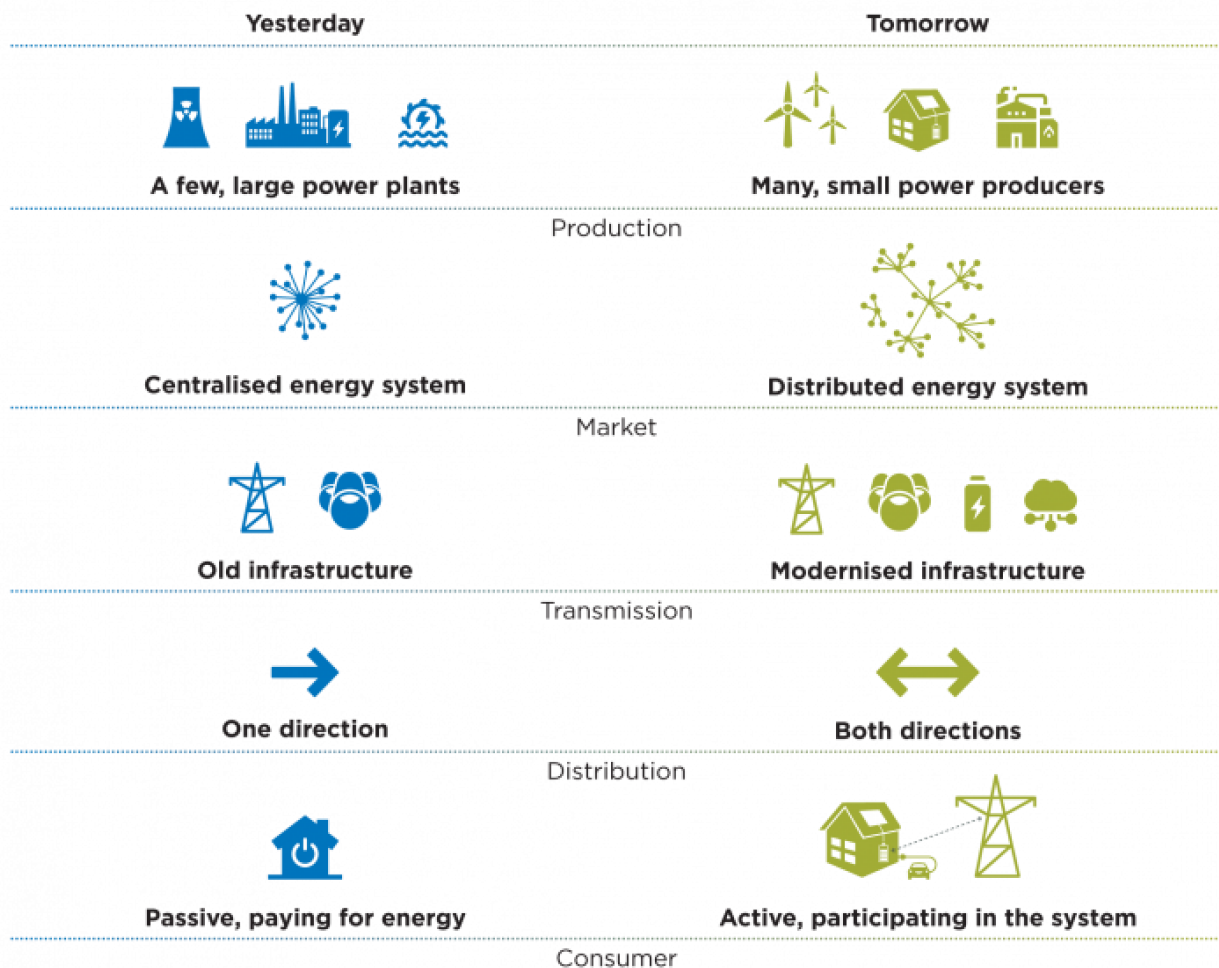 Yesterday
Tomorrow
A few, large power plants
Many, small power producers
Production
Centralised energy system
Distributed energy system
Market
Old infrastructure
Modernised infrastructure
Transmission
One direction
Both directions
Distribution
Passive, paying for energy
Active, participating in the system
Consumer